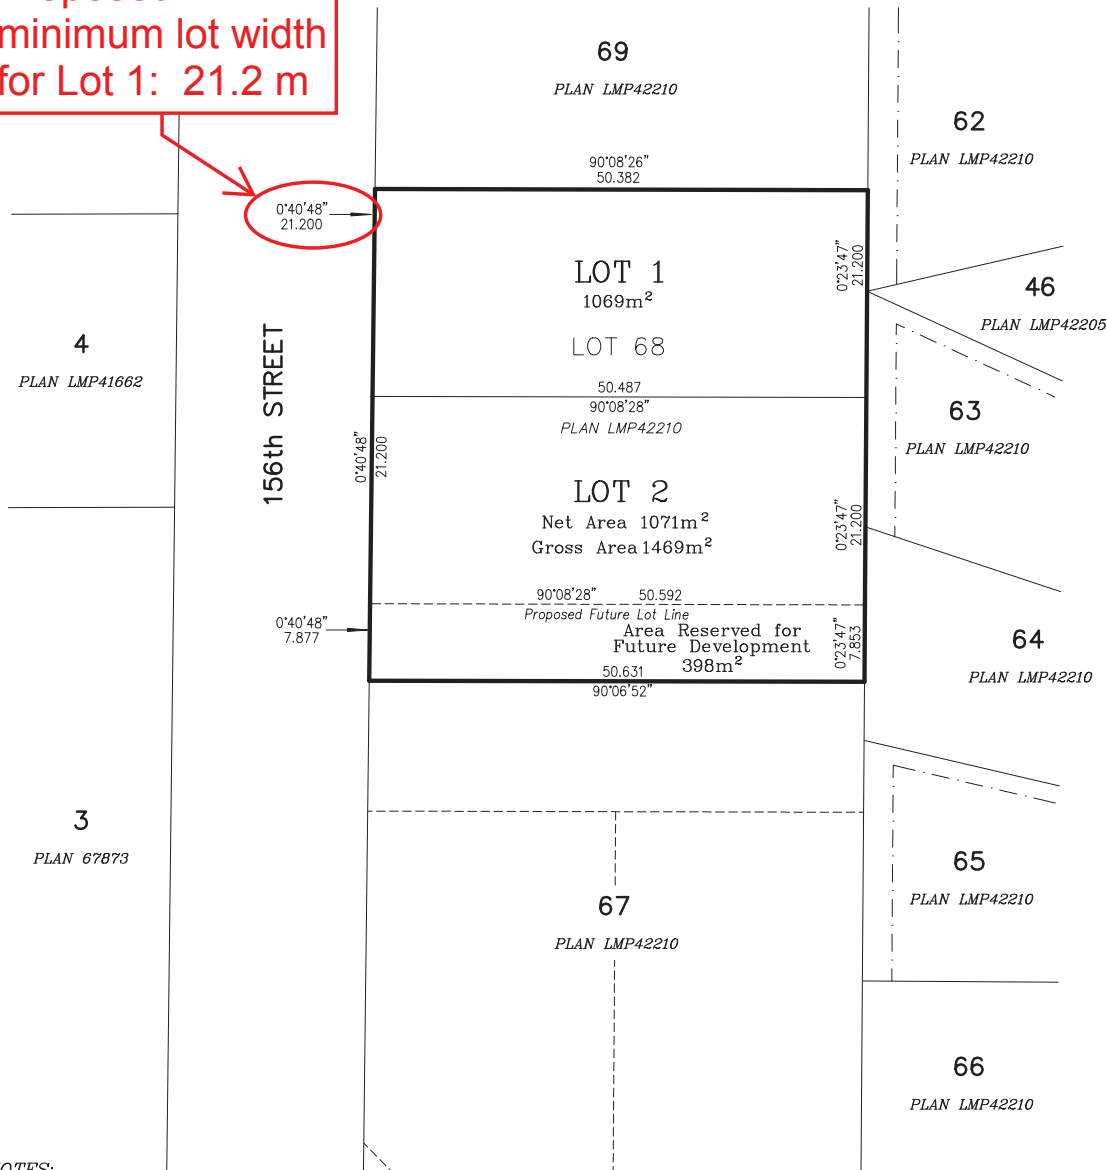 minimum lot width
for Lot 1: 21.2 m
69
PLAN LMP42210
62
PLAN LMP42210
90°08'26"
50.382
0°40'48"
21.200
LOT 1
1069m²
0°23'47"
21.200
46
PLAN LMP42205
4
PLAN LMP41662
156th STREET
LOT 68
50.487
90°08'28"
PLAN LMP42210
63
PLAN LMP42210
0°40'48"
21.200
LOT 2
Net Area 1071m²
Gross Area 1469m²
0°23'47"
21.200
90°08'28" 50.592
Proposed Future Lot Line
0°40'48"
7.877
Area Reserved for
Future Development
398m²
0°23'47"
7.853
50.631
90°06'52"
64
PLAN LMP42210
3
PLAN 67873
65
PLAN LMP42210
67
PLAN LMP42210
66
PLAN LMP42210